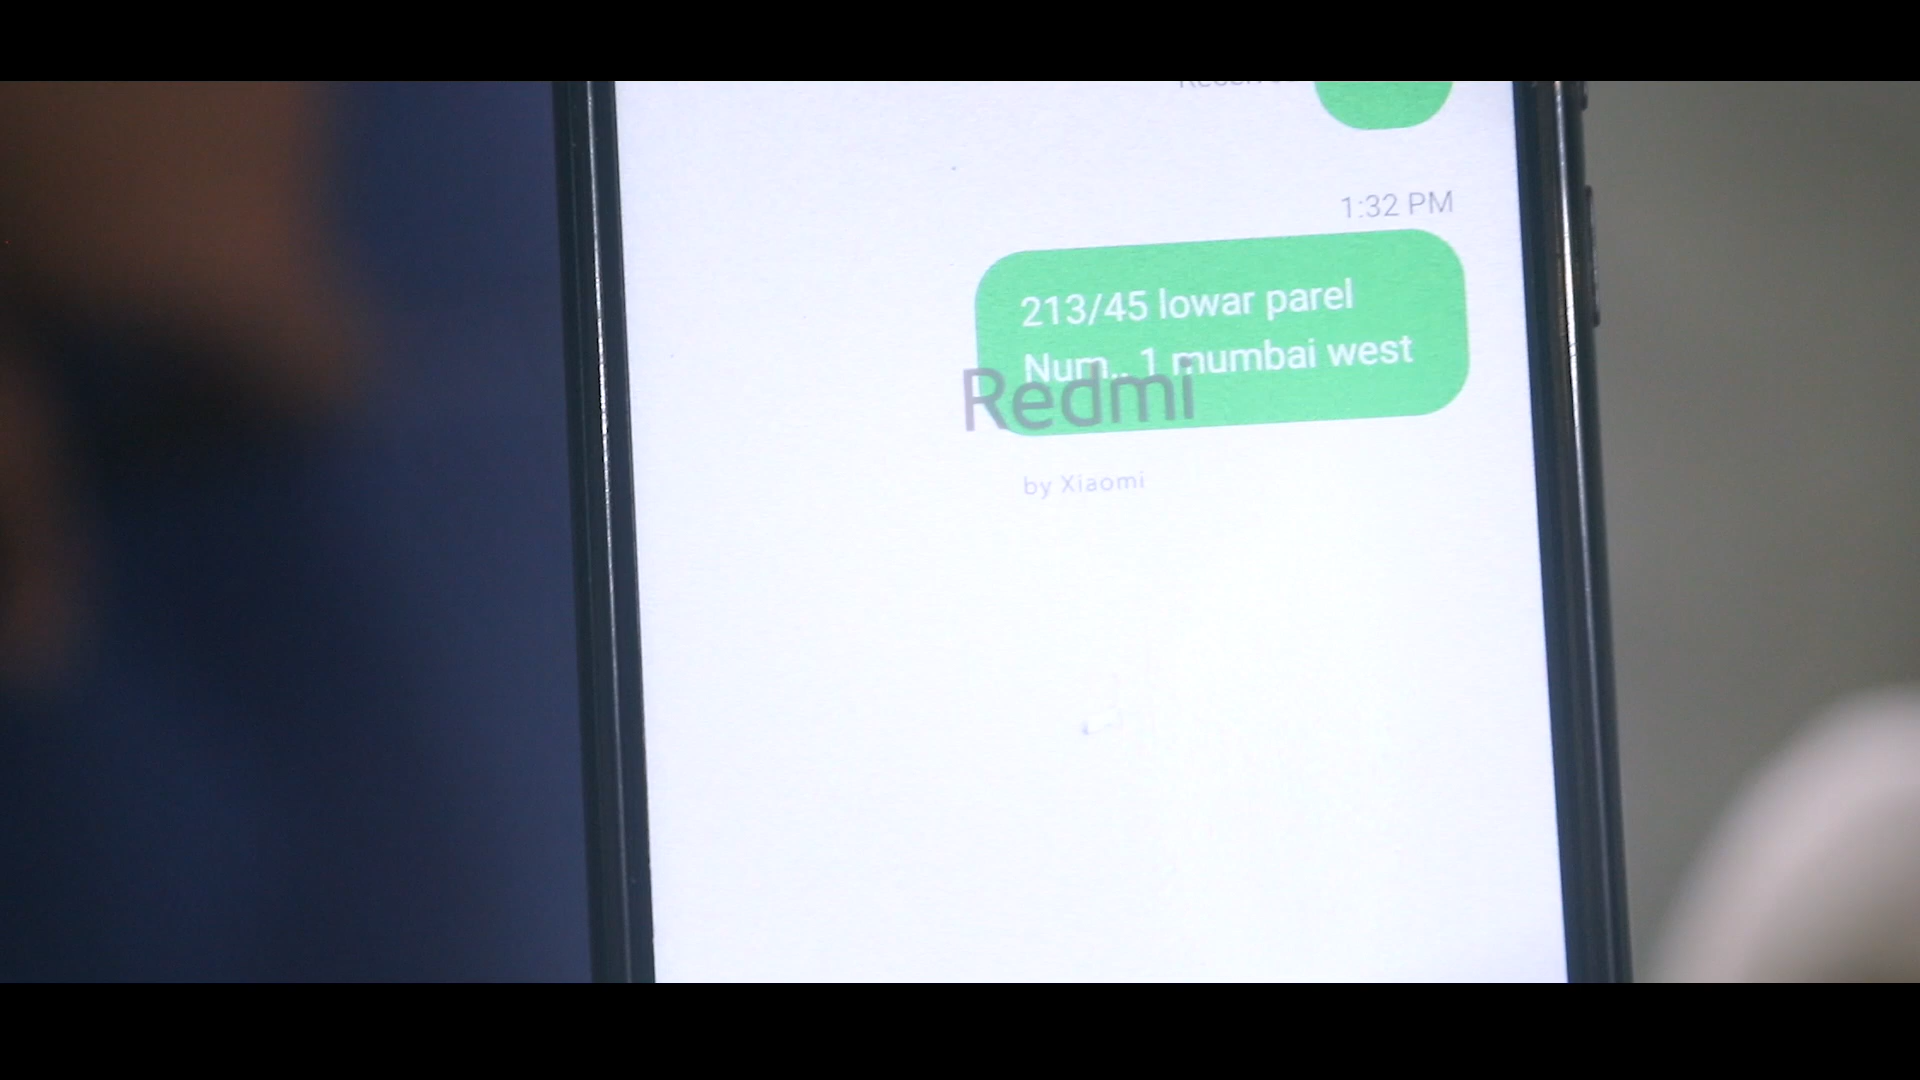 1:32 PM
213/45 lowar parel
Num.. 1 mumbai west
Redmi
by Xiaomi